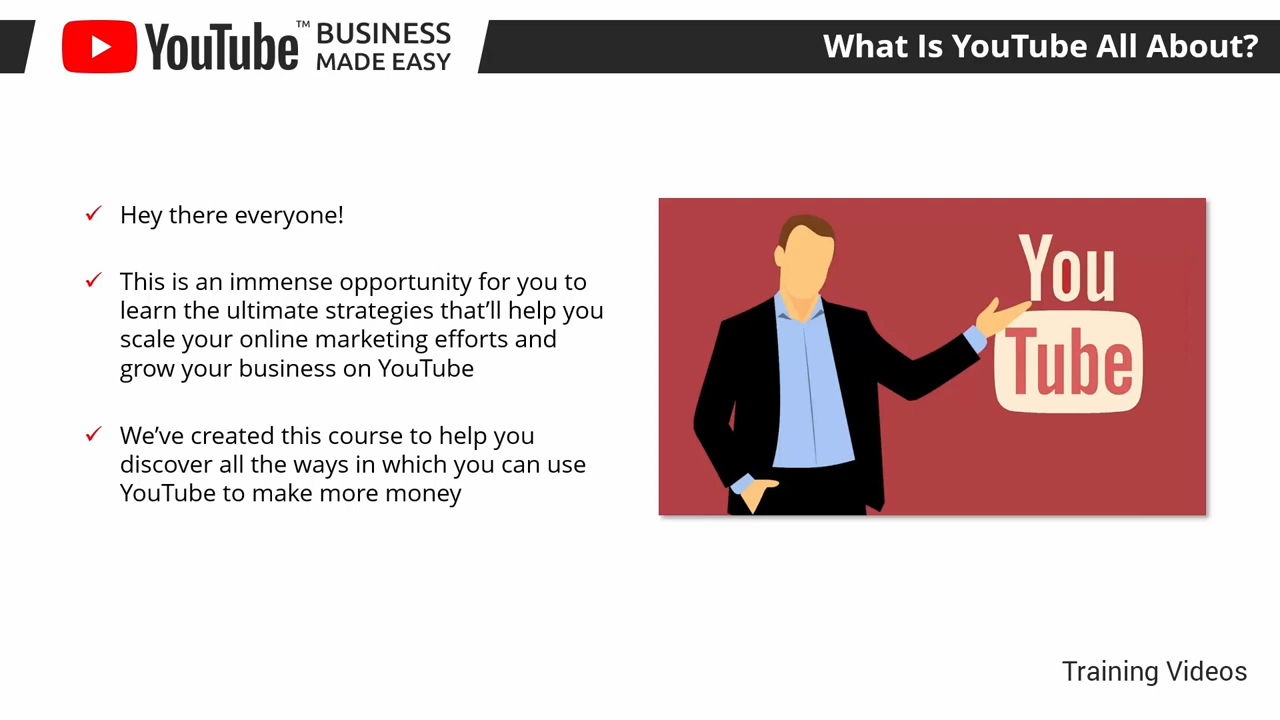 YouTube™ BUSINESS
MADE EASY
What Is YouTube All About?
✓ Hey there everyone!
✓ This is an immense opportunity for you to
learn the ultimate strategies that’ll help you
scale your online marketing efforts and
grow your business on YouTube
✓ We’ve created this course to help you
discover all the ways in which you can use
YouTube to make more money
You
Tube
Training Videos